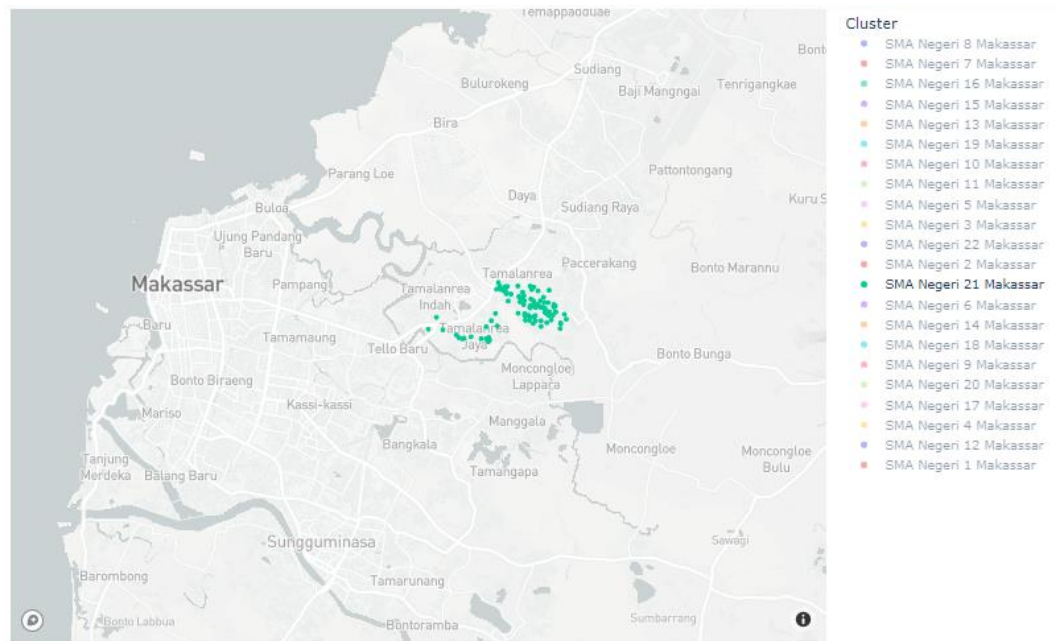 Temappaduae
Sudiang
Bont
Bulurokeng
Baji Mangngai
Tenrigangkae
Bira
Parang Loe
Pattontongang
Daya
Kuru S
Buloa
Sudiang Raya
Ujung Pandang
Baru
Paccerakang
Bonto Marannu
Makassar
Pampang
Tamalanrea
Tamalanrea
Indah
Baru
Tamamaung
Tello Baru
Tamalanrea
Jaya
Bonto Bunga
Moncongloe
Lappara
Bonto Biraeng
Kassi-kassi
Mariso
Manggala
Bangkala
Moncongloe
Moncongloe
Bulu
Tanjung
Merdeka
Balang Baru
Tamangapa
Sungguminasa
Sawagi
Barombong
Tamarunang
Bonto Labbua
Bontoramba
Sumbarrang
Cluster
SMA Negeri 8 Makassar
SMA Negeri 7 Makassar
SMA Negeri 16 Makassar
SMA Negeri 15 Makassar
SMA Negeri 13 Makassar
SMA Negeri 19 Makassar
SMA Negeri 10 Makassar
SMA Negeri 11 Makassar
SMA Negeri 5 Makassar
SMA Negeri 3 Makassar
SMA Negeri 22 Makassar
SMA Negeri 2 Makassar
SMA Negeri 21 Makassar
SMA Negeri 6 Makassar
SMA Negeri 14 Makassar
SMA Negeri 18 Makassar
SMA Negeri 9 Makassar
SMA Negeri 20 Makassar
SMA Negeri 17 Makassar
SMA Negeri 4 Makassar
SMA Negeri 12 Makassar
SMA Negeri 1 Makassar